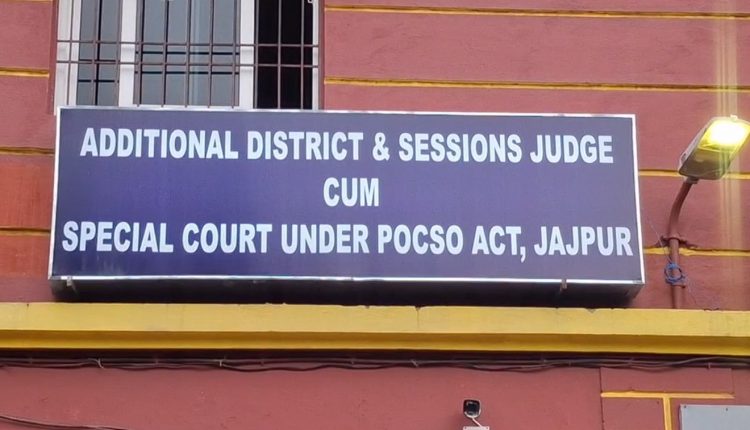 ADDITIONAL DISTRICT & SESSIONS JUDGE
CUM
SPECIAL COURT UNDER POCSO ACT, JAJPUR